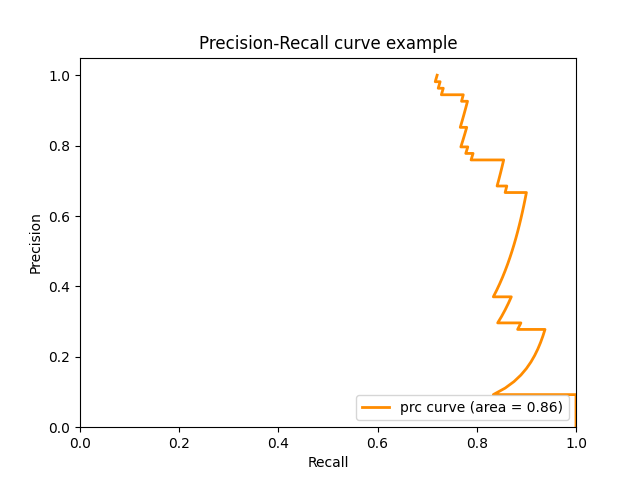 Precision-Recall curve example
1.0
0.8
0.6
0.4
0.2
0.0
Precision
prc curve (area = 0.86)
0.0 0.2 0.4 0.6 0.8 1.0
Recall